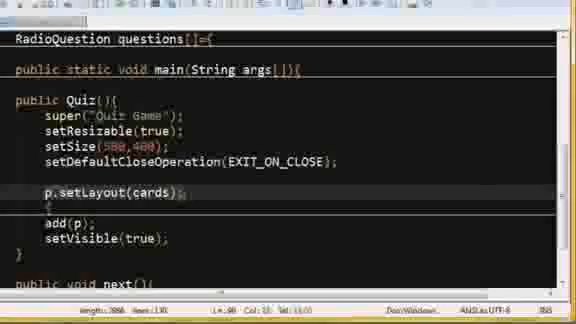 RadioQuestion questions[]={
public static void main(String args[]){
public Quiz(){
super("Quiz Game");
setResizable(true);
setSize(500,400);
setDefaultCloseOperation(EXIT_ON_CLOSE);
p.setLayout(cards);
{
add(p);
setVisible(true);
}
public void next(){